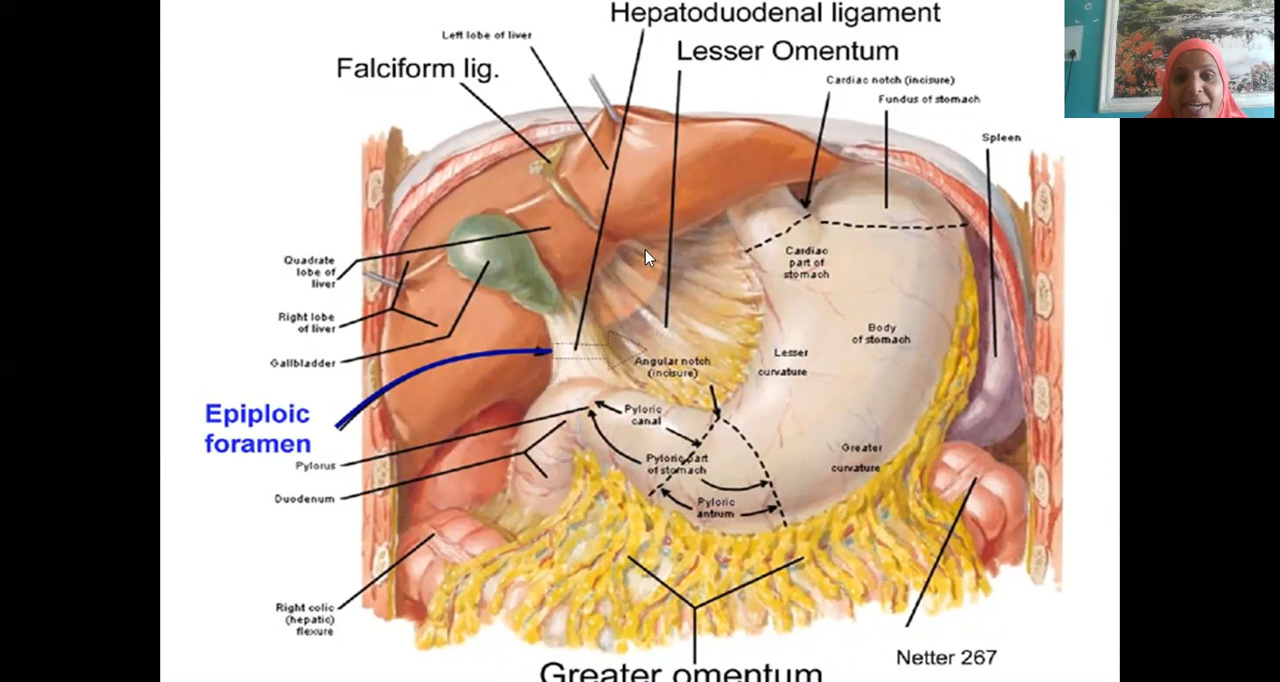 Hepatoduodenal ligament
Left lobe of liver
Lesser Omentum
Falciform lig.
Cardiac notch (incisure)
Fundus of stomach
Spleen
Quadrate
lobe of
liver
Cardiac
part of
stomach
Right lobe
of liver
Body
of stomach
Gallbladder
Lesser
curvature
Angular notch
(incisure)
Epiploic
foramen
Pyloric
canal
Pylorus
Pyloric part
of stomach
Greater
curvature
Duodenum
Pyloric
antrum
Right colic
(hepatic)
flexure
Netter 267
Greater omentum